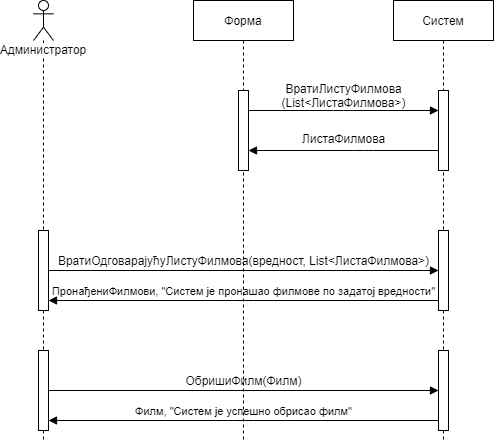 Администратор
Форма
Систем
ВратиЛистуФилмова
(List<ЛистаФилмова>)
ЛистаФилмова
ВратиОдговарајућуЛистуФилмова(вредност, List<ЛистаФилмова>)
ПронађениФилмови, "Систем је пронашао филмове по задатој вредности"
ОбришиФилм(Филм)
Филм, "Систем је успешно обрисао филм"